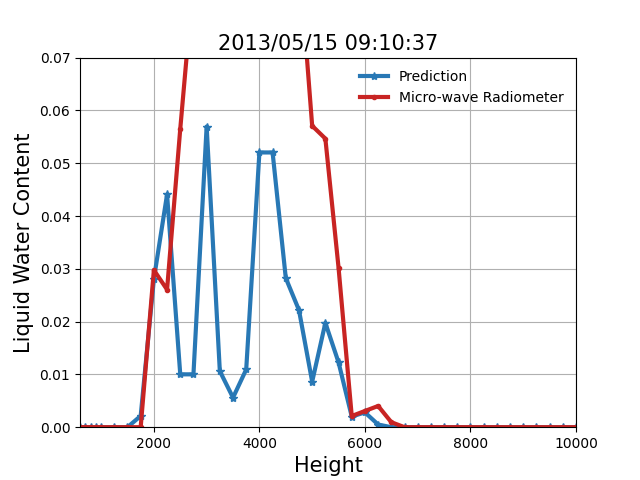 2013/05/15 09:10:37
Prediction
Micro-wave Radiometer
Liquid Water Content
0.07
0.06
0.05
0.04
0.03
0.02
0.01
0.00
2000 4000 6000 8000 10000
Height